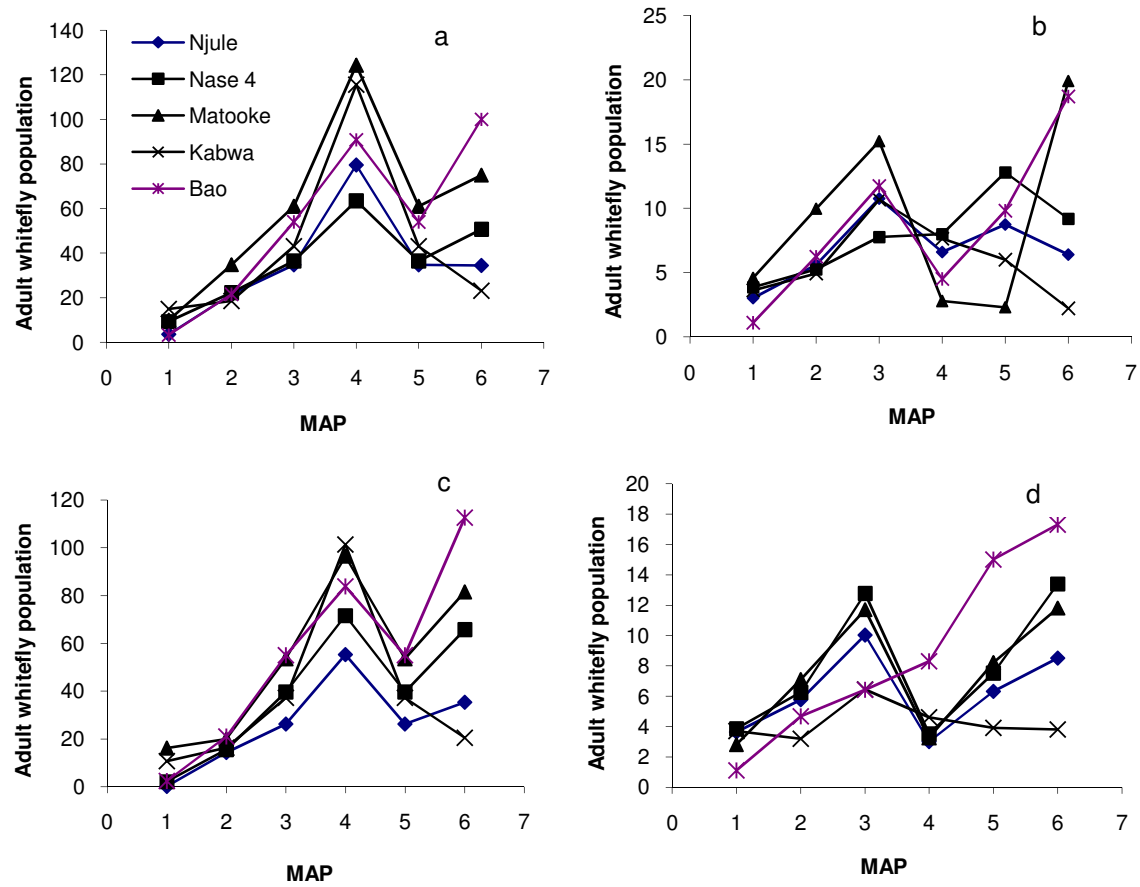 a
Adult whitefly population
140
120
100
80
60
40
20
0
Njule
Nase 4
Matooke
Kabwa
Bao
0 1 2 3 4 5 6 7
MAP
b
Adult whitefly population
25
20
15
10
5
0
0 1 2 3 4 5 6 7
MAP
c
Adult whitefly population
120
100
80
60
40
20
0
0 1 2 3 4 5 6 7
MAP
d
Adult whitefly population
20
18
16
14
12
10
8
6
4
2
0
0 1 2 3 4 5 6 7
MAP